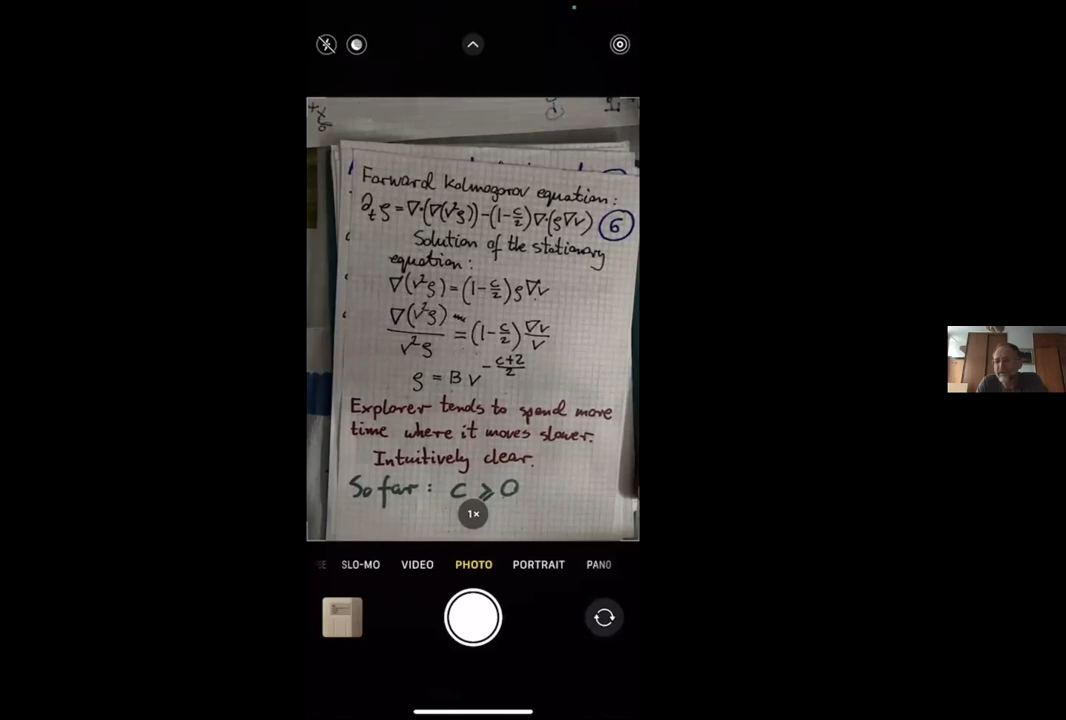 Forward Kolmogorov equation:
∂ₜρ = ∇·(∇(v²ρ)) − (1−c/2)∇·(ρ∇v) 6
Solution of the stationary
equation:
∇(v²ρ) = (1−c/2)ρ∇v
∇(v²ρ)/v²ρ = (1−c/2) ∇v/v
ρ = B v^−(c+2)/2
Explorer tends to spend more
time where it moves slower.
Intuitively clear.
So far: c ⩾ 0
1×
SLO-MO VIDEO PHOTO PORTRAIT PANO